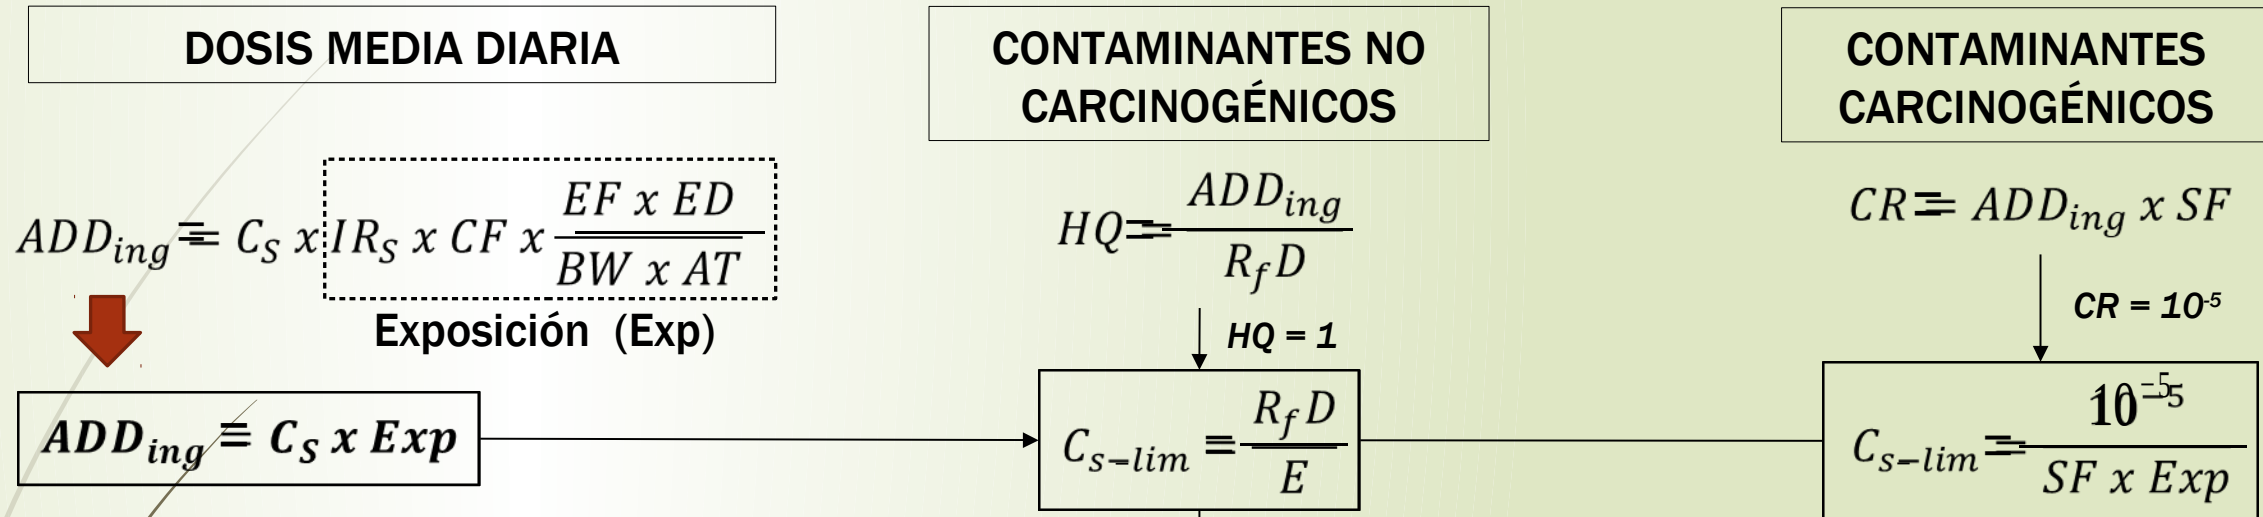 DOSIS MEDIA DIARIA
ADD_ing = C_S x IR_S x CF x (EF x ED) / (BW x AT)
Exposición (Exp)
ADD_ing = C_S x Exp
CONTAMINANTES NO
CARCINOGÉNICOS
HQ = ADD_ing / R_fD
HQ = 1
C_s-lim = R_fD / E
CONTAMINANTES
CARCINOGÉNICOS
CR = ADD_ing x SF
CR = 10^-5
C_s-lim = 10^-5 / (SF x Exp)